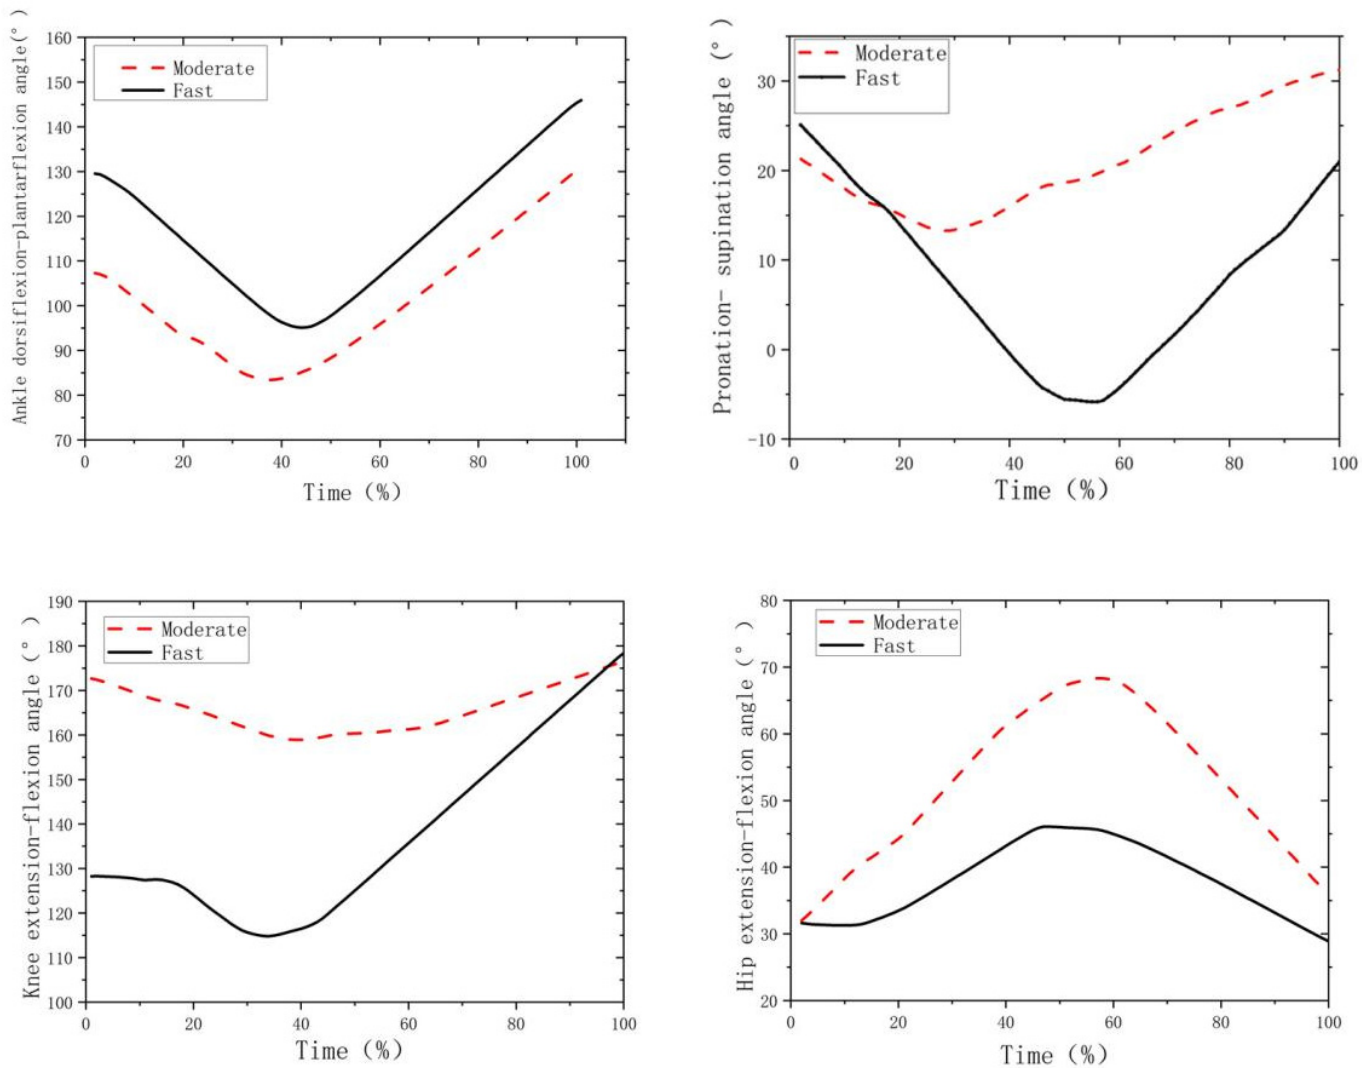 Ankle dorsiflexion-plantarflexion angle(°)
160
150
140
130
120
110
100
90
80
70
Moderate
Fast
0 20 40 60 80 100
Time (%)
Pronation- supination angle (°)
30
20
10
0
-10
Moderate
Fast
0 20 40 60 80 100
Time (%)
Knee extension-flexion angle (°)
190
180
170
160
150
140
130
120
110
100
Moderate
Fast
0 20 40 60 80 100
Time (%)
Hip extension-flexion angle (°)
80
70
60
50
40
30
20
Moderate
Fast
0 20 40 60 80 100
Time (%)